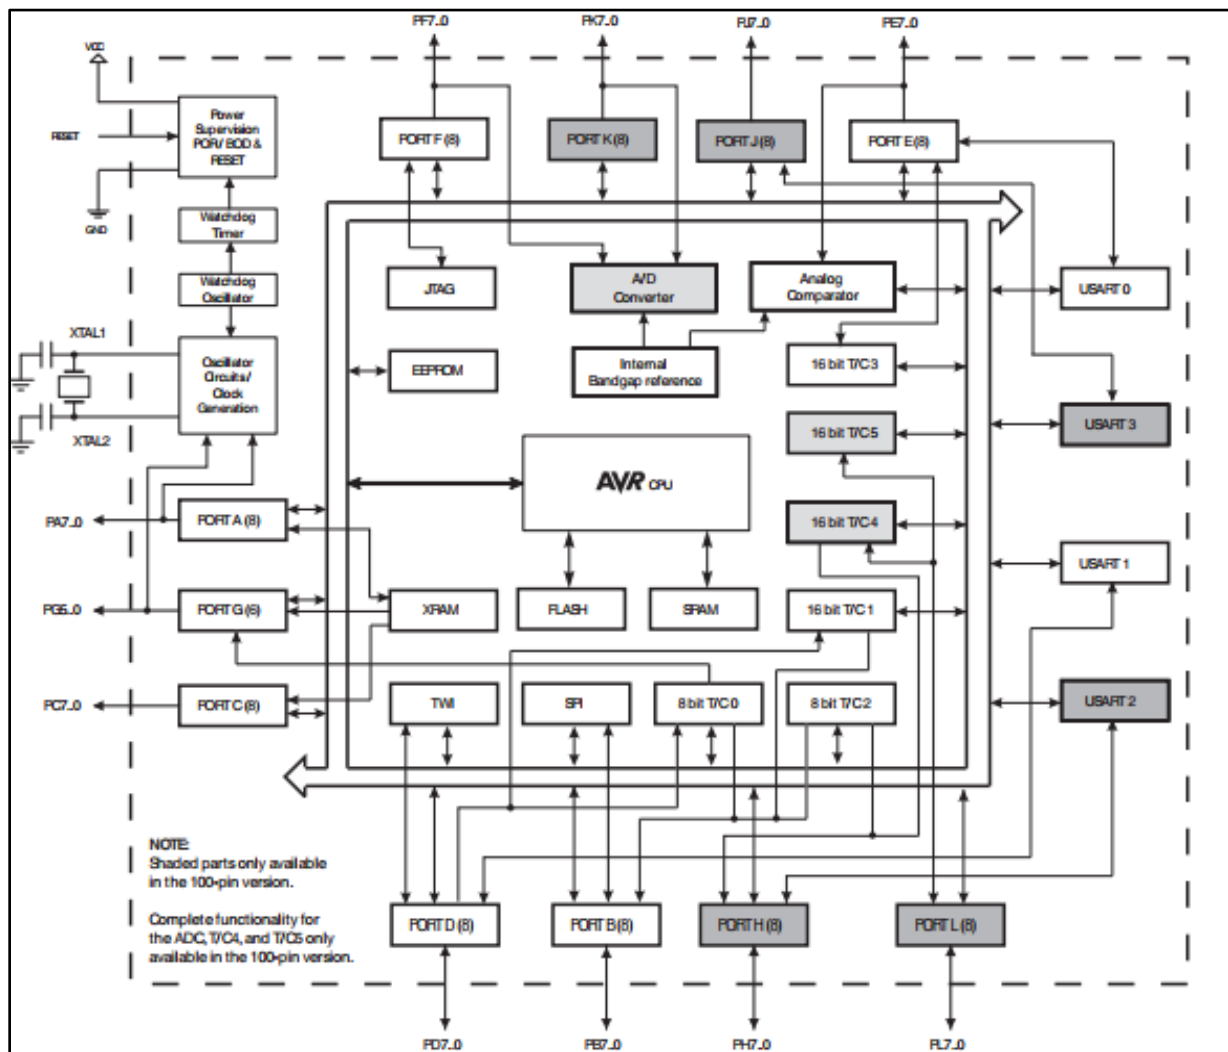 PF7..0
PK7..0
PJ7..0
PE7..0
VCC
RESET
GND
Power
Supervision
POR/ BOD &
RESET
PORT F (8)
PORT K (8)
PORT J (8)
PORT E (8)
Watchdog
Timer
Watchdog
Oscillator
JTAG
A/D
Converter
Analog
Comparator
USART 0
XTAL1
Oscillator
Circuits /
Clock
Generation
XTAL2
EEPROM
Internal
Bandgap reference
16 bit T/C 3
16 bit T/C 5
USART 3
AVR CPU
PA7..0
PORT A (8)
16 bit T/C 4
USART 1
PG5..0
PORT G (6)
XRAM
FLASH
SRAM
16 bit T/C 1
PC7..0
PORT C (8)
TWI
SPI
8 bit T/C 0
8 bit T/C 2
USART 2
NOTE:
Shaded parts only available
in the 100-pin version.
Complete functionality for
the ADC, T/C4, and T/C5 only
available in the 100-pin version.
PORT D (8)
PORT B (8)
PORT H (8)
PORT L (8)
PD7..0
PB7..0
PH7..0
PL7..0